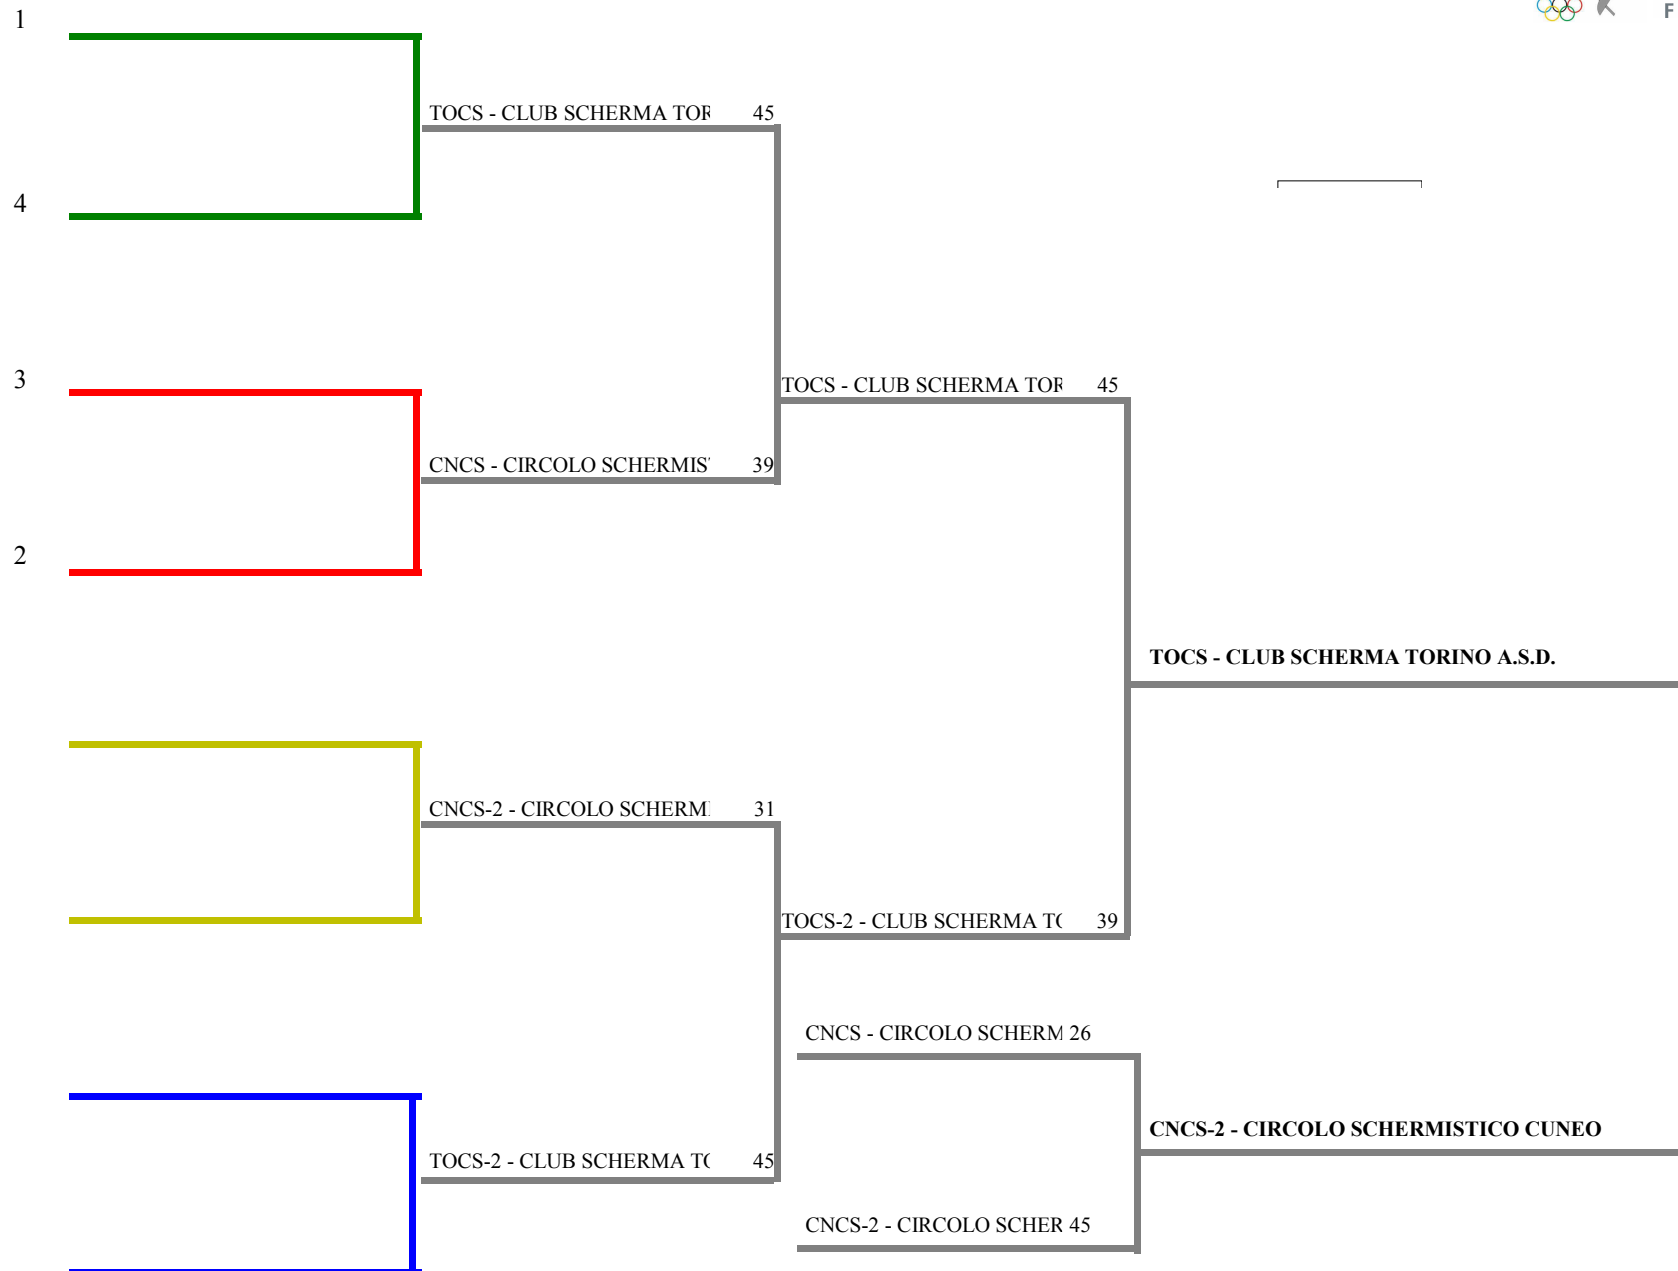 1
F
TOCS - CLUB SCHERMA TOR 45
4
3
TOCS - CLUB SCHERMA TOR 45
CNCS - CIRCOLO SCHERMIS 39
2
TOCS - CLUB SCHERMA TORINO A.S.D.
CNCS-2 - CIRCOLO SCHERM 31
TOCS-2 - CLUB SCHERMA TO 39
CNCS - CIRCOLO SCHERM 26
CNCS-2 - CIRCOLO SCHERMISTICO CUNEO
TOCS-2 - CLUB SCHERMA TO 45
CNCS-2 - CIRCOLO SCHER 45